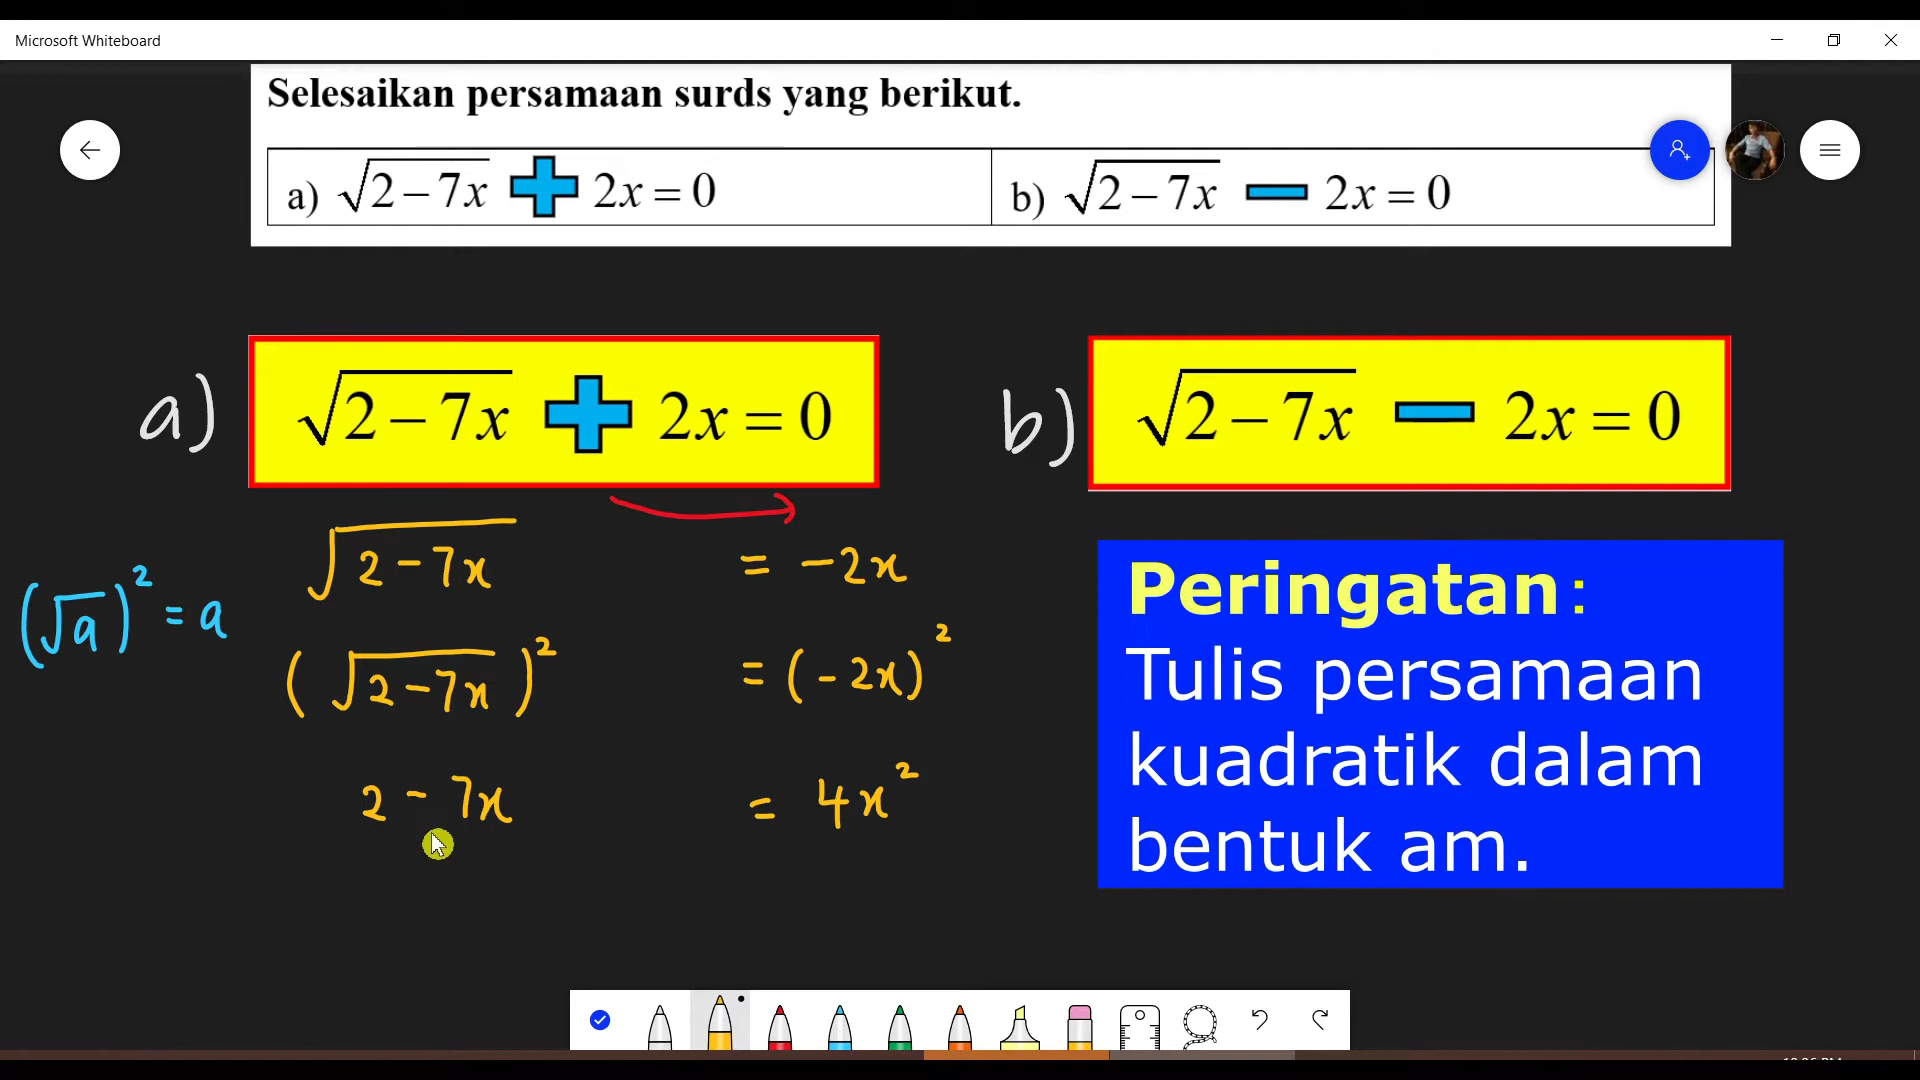 Microsoft Whiteboard
Selesaikan persamaan surds yang berikut.
a) √(2 − 7x) + 2x = 0
b) √(2 − 7x) − 2x = 0
a) √(2 − 7x) + 2x = 0
b) √(2 − 7x) − 2x = 0
√(2 − 7x) = −2x
(√a)² = a
(√(2 − 7x))² = (−2x)²
2 − 7x = 4x²
Peringatan:
Tulis persamaan
kuadratik dalam
bentuk am.